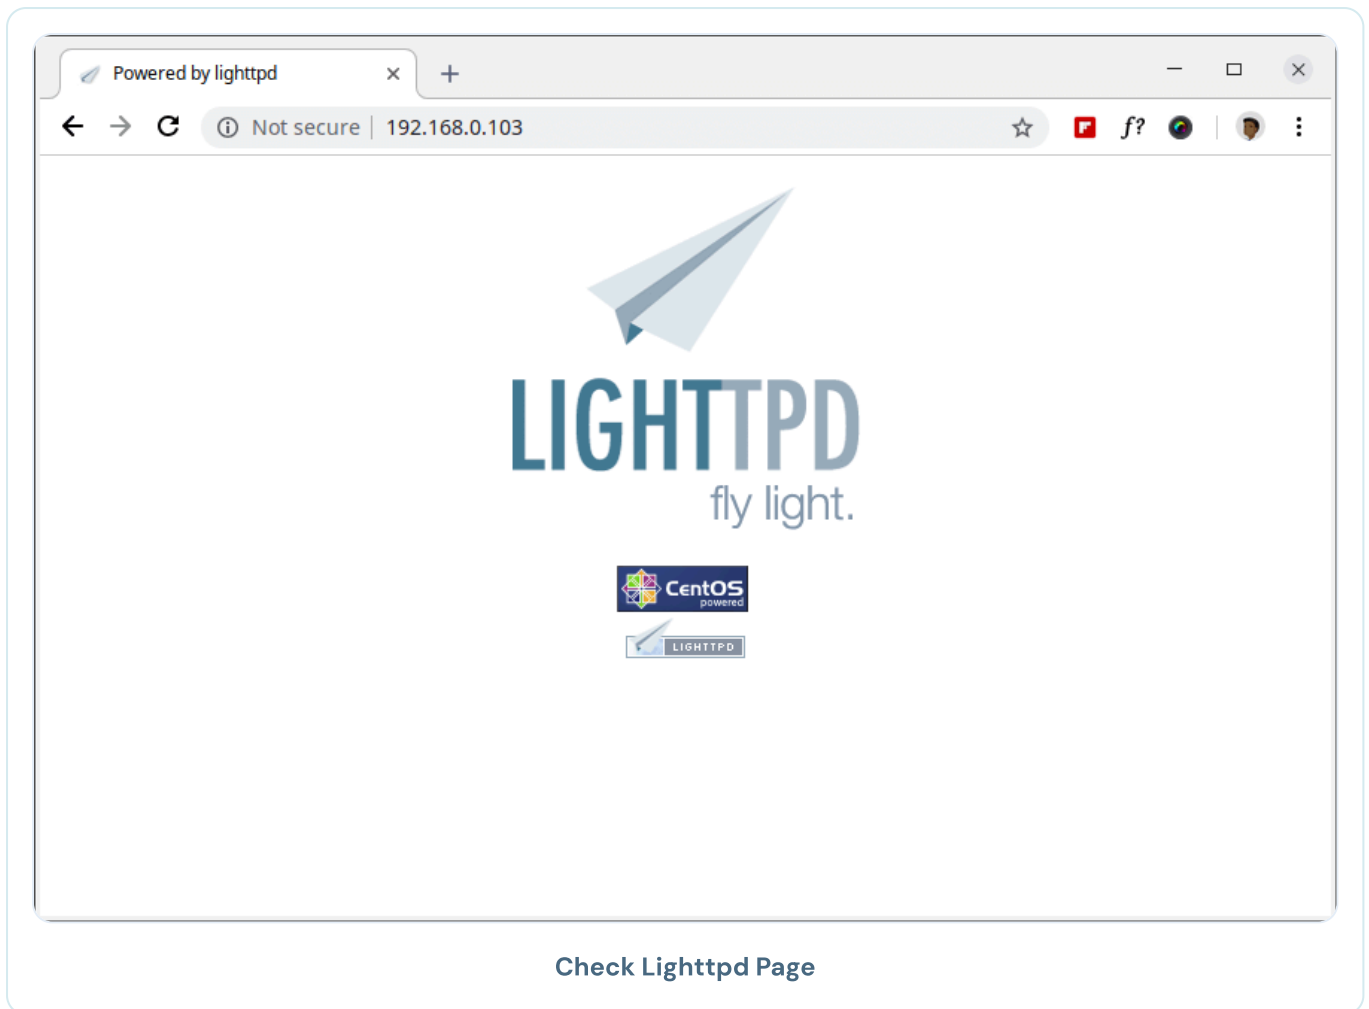 Powered by lighttpd
Not secure 192.168.0.103
f?
LIGHTTPD
fly light.
CentOS
powered
LIGHTTPD
Check Lighttpd Page